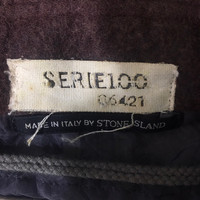 SERIE100
06421
MADE IN ITALY BY STONE ISLAND